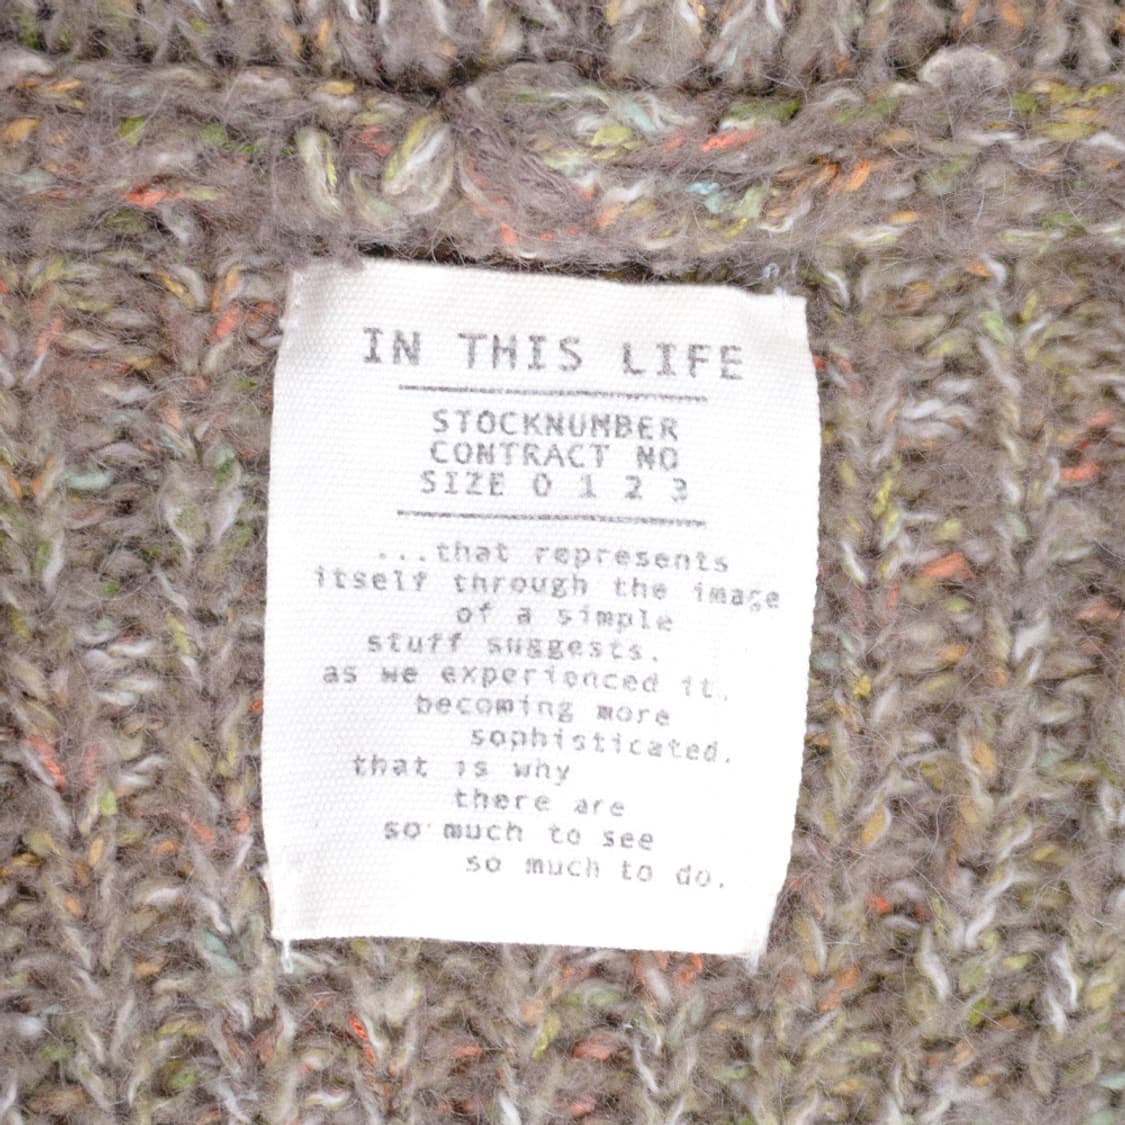 IN THIS LIFE
STOCKNUMBER
CONTRACT NO
SIZE 0 1 2 3
...that represents
itself through the image
of a simple
stuff suggests.
as we experienced it.
becoming more
sophisticated.
that is why
there are
so much to see
so much to do.